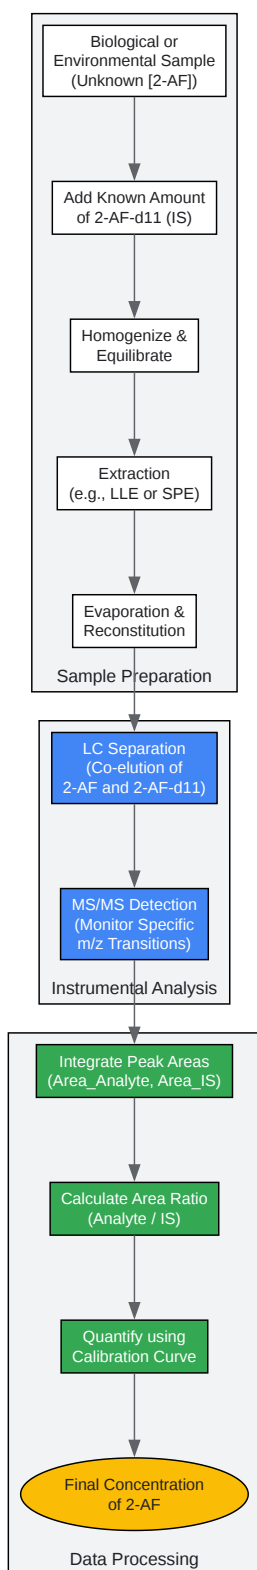 Biological or
Environmental Sample
(Unknown [2-AF])
Add Known Amount
of 2-AF-d11 (IS)
Homogenize &
Equilibrate
Extraction
(e.g., LLE or SPE)
Evaporation &
Reconstitution
Sample Preparation
LC Separation
(Co-elution of
2-AF and 2-AF-d11)
MS/MS Detection
(Monitor Specific
m/z Transitions)
Instrumental Analysis
Integrate Peak Areas
(Area_Analyte, Area_IS)
Calculate Area Ratio
(Analyte / IS)
Quantify using
Calibration Curve
Final Concentration
of 2-AF
Data Processing